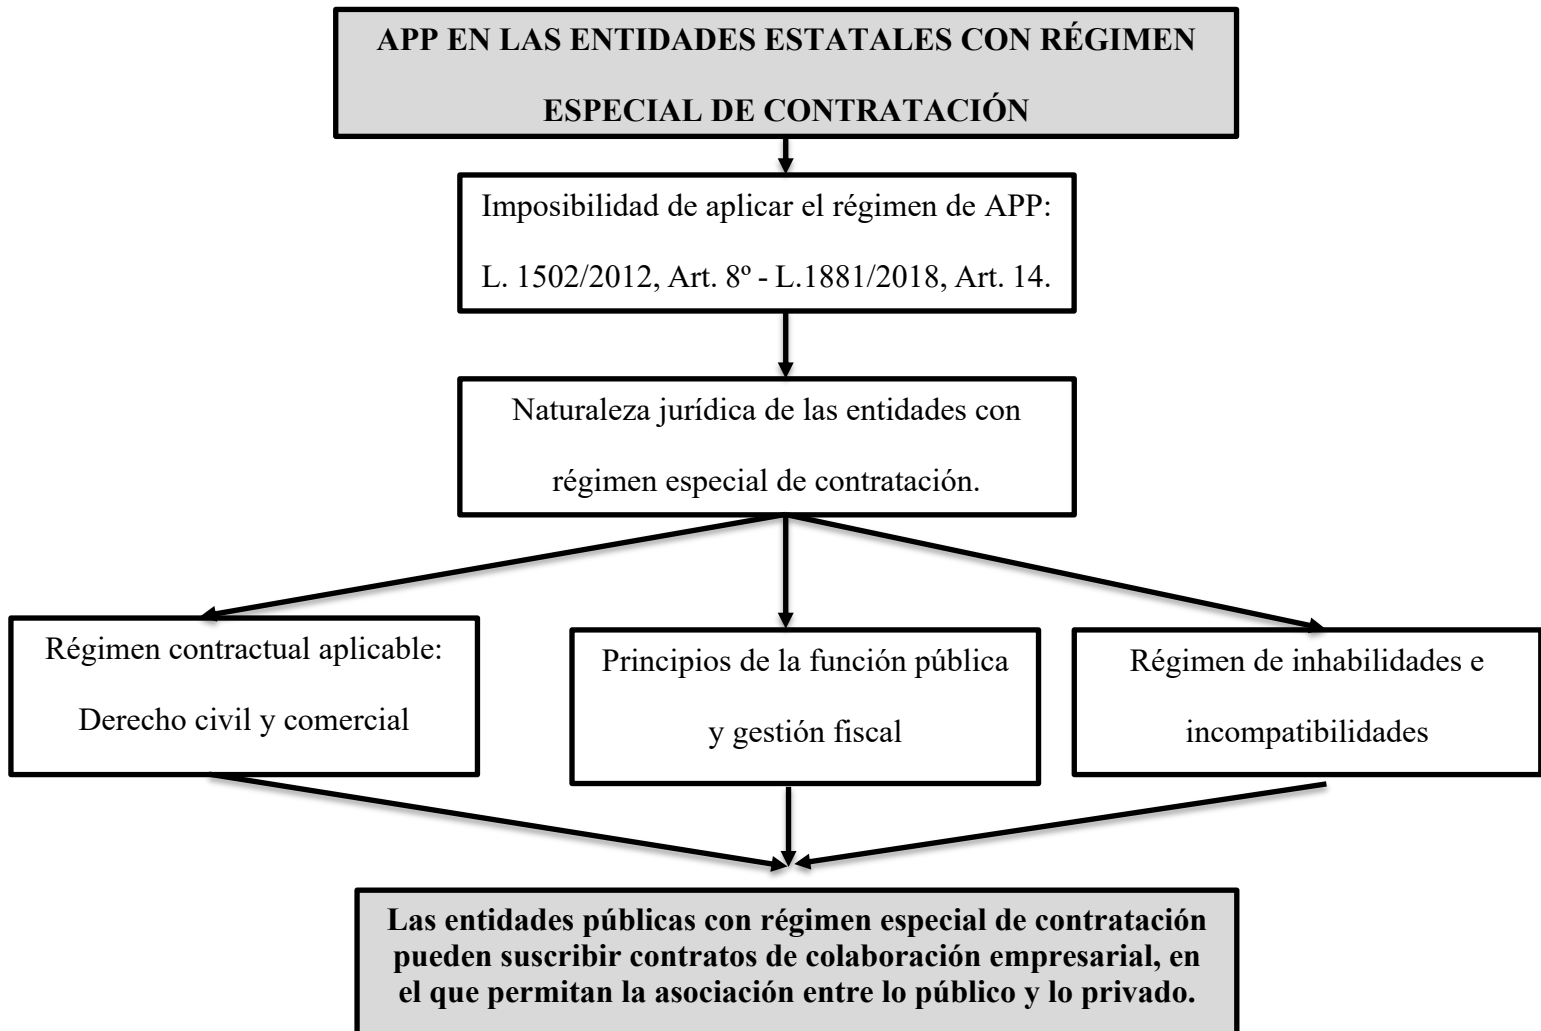 APP EN LAS ENTIDADES ESTATALES CON RÉGIMEN
ESPECIAL DE CONTRATACIÓN
Imposibilidad de aplicar el régimen de APP:
L. 1502/2012, Art. 8º - L.1881/2018, Art. 14.
Naturaleza jurídica de las entidades con
régimen especial de contratación.
Régimen contractual aplicable:
Derecho civil y comercial
Principios de la función pública
y gestión fiscal
Régimen de inhabilidades e
incompatibilidades
Las entidades públicas con régimen especial de contratación
pueden suscribir contratos de colaboración empresarial, en
el que permitan la asociación entre lo público y lo privado.